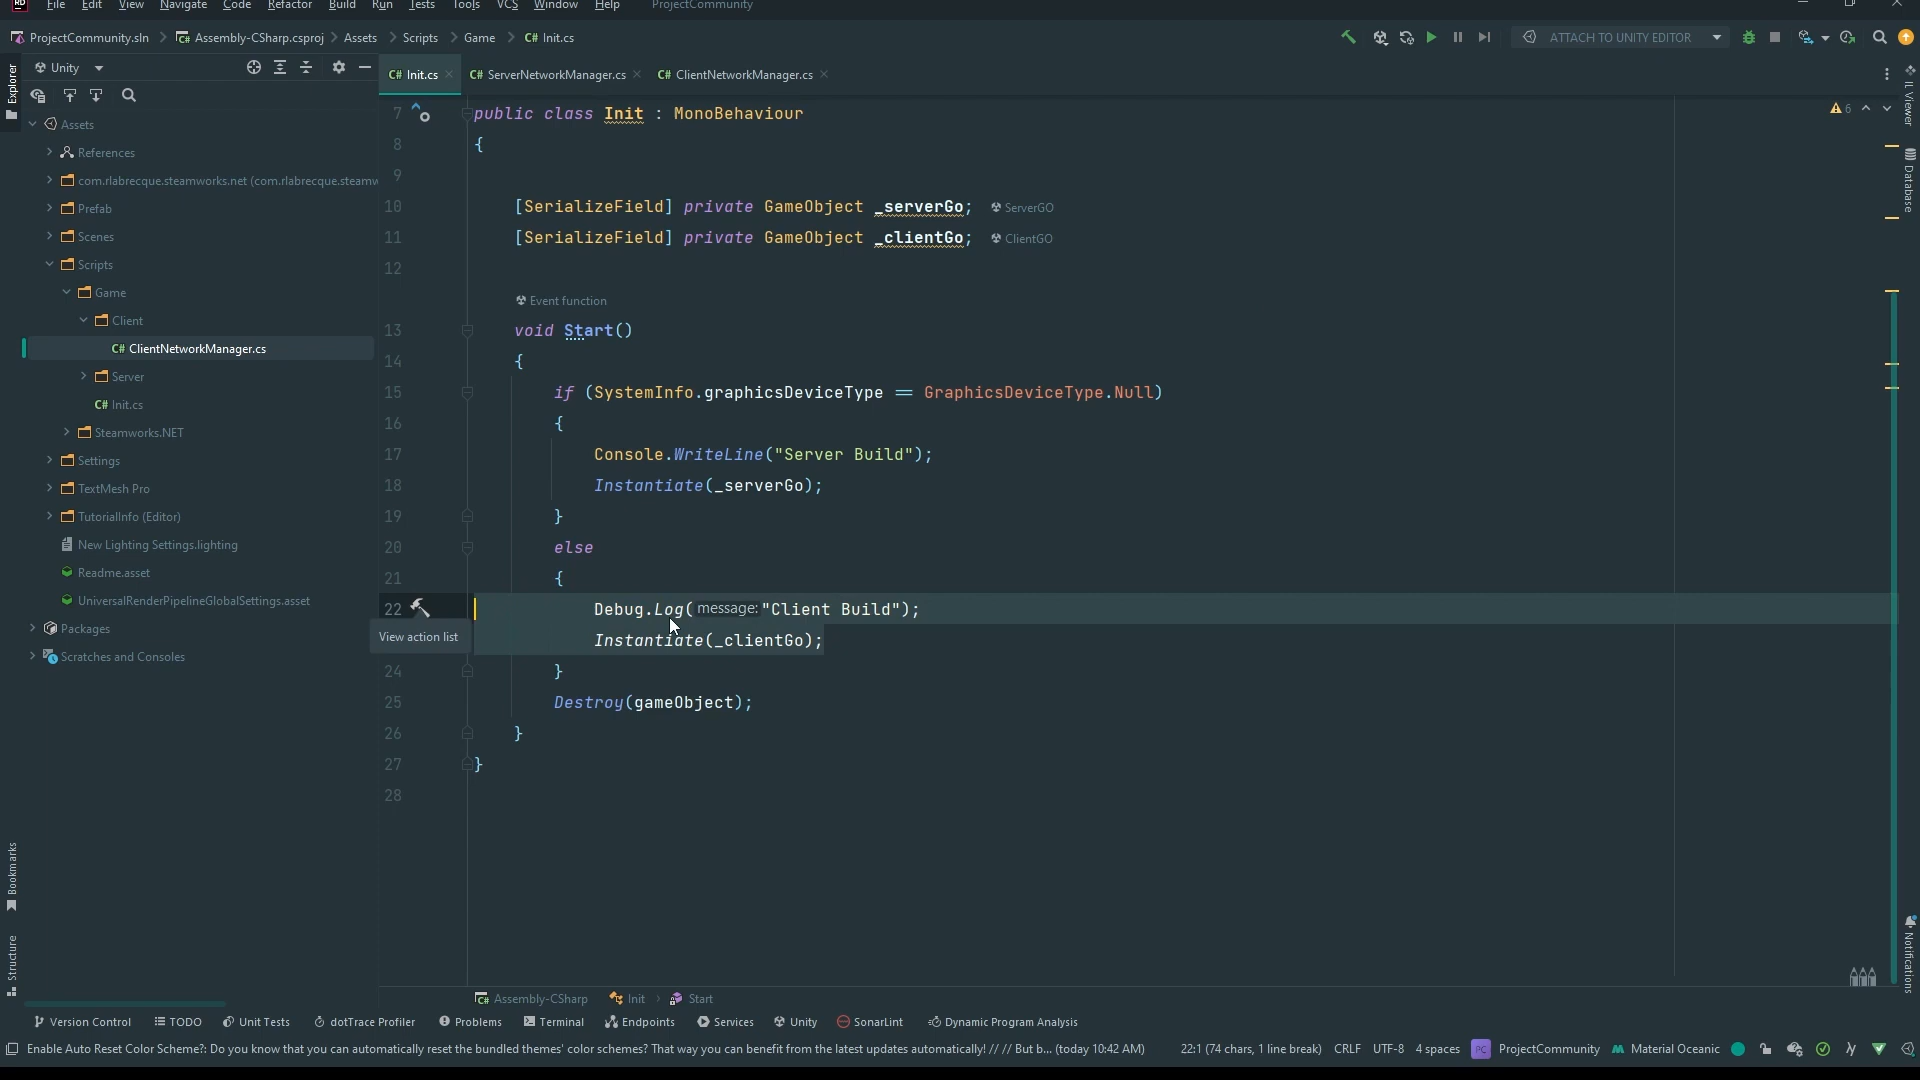 File Edit View Navigate Code Refactor Build Run Tests Tools VCS Window Help ProjectCommunity
ProjectCommunity.sln Assembly-CSharp.csproj Assets Scripts Game C# Init.cs
ATTACH TO UNITY EDITOR
Explorer
Unity
C# Init.cs
C# ServerNetworkManager.cs
C# ClientNetworkManager.cs
Assets
References
com.rlabrecque.steamworks.net (com.rlabrecque.steamw
Prefab
Scenes
Scripts
Game
Client
C# ClientNetworkManager.cs
Server
C# Init.cs
Steamworks.NET
Settings
TextMesh Pro
TutorialInfo (Editor)
New Lighting Settings.lighting
Readme.asset
UniversalRenderPipelineGlobalSettings.asset
Packages
Scratches and Consoles
7 public class Init : MonoBehaviour
8 {
9
10 [SerializeField] private GameObject _serverGo; ServerGO
11 [SerializeField] private GameObject _clientGo; ClientGO
12
Event function
13 void Start()
14 {
15 if (SystemInfo.graphicsDeviceType == GraphicsDeviceType.Null)
16 {
17 Console.WriteLine("Server Build");
18 Instantiate(_serverGo);
19 }
20 else
21 {
22 Debug.Log(message: "Client Build");
View action list
Instantiate(_clientGo);
24 }
25 Destroy(gameObject);
26 }
27 }
28
6
IL Viewer
Database
Notifications
Bookmarks
Structure
Assembly-CSharp Init Start
Version Control TODO Unit Tests dotTrace Profiler Problems Terminal Endpoints Services Unity SonarLint Dynamic Program Analysis
Enable Auto Reset Color Scheme?: Do you know that you can automatically reset the bundled themes' color schemes? That way you can benefit from the latest updates automatically! // // But b... (today 10:42 AM) 22:1 (74 chars, 1 line break) CRLF UTF-8 4 spaces PC ProjectCommunity Material Oceanic